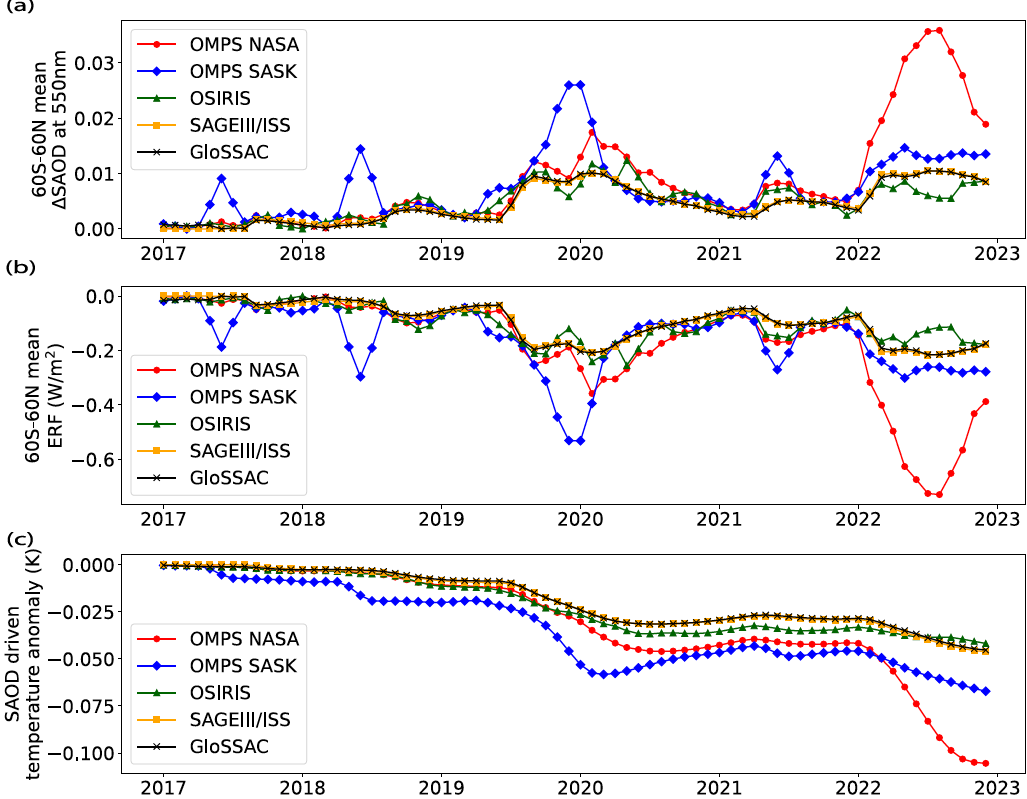 (a)
60S-60N mean
ΔSAOD at 550nm
0.03
0.02
0.01
0.00
OMPS NASA
OMPS SASK
OSIRIS
SAGEIII/ISS
GloSSAC
2017 2018 2019 2020 2021 2022 2023
(b)
60S-60N mean
ERF (W/m²)
0.0
−0.2
−0.4
−0.6
OMPS NASA
OMPS SASK
OSIRIS
SAGEIII/ISS
GloSSAC
2017 2018 2019 2020 2021 2022 2023
(c)
SAOD driven
temperature anomaly (K)
0.000
−0.025
−0.050
−0.075
−0.100
OMPS NASA
OMPS SASK
OSIRIS
SAGEIII/ISS
GloSSAC
2017 2018 2019 2020 2021 2022 2023